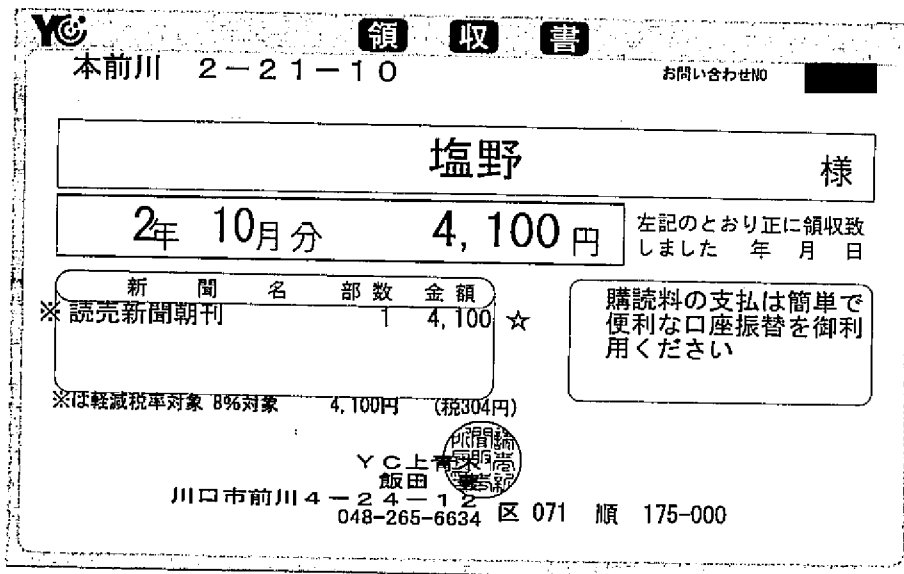 YC 領収書
本前川 2-21-10
お問い合わせNO
塩野 様
2年 10月分 4,100円
左記のとおり正に領収致
しました 年 月 日
新聞名 部数 金額
※ 読売新聞朝刊 1 4,100 ☆
購読料の支払は簡単で
便利な口座振替を御利
用ください
※は軽減税率対象 8%対象 4,100円 (税304円)
YC上青木
飯田
川口市前川4-24-12
048-265-6634 区 071 順 175-000